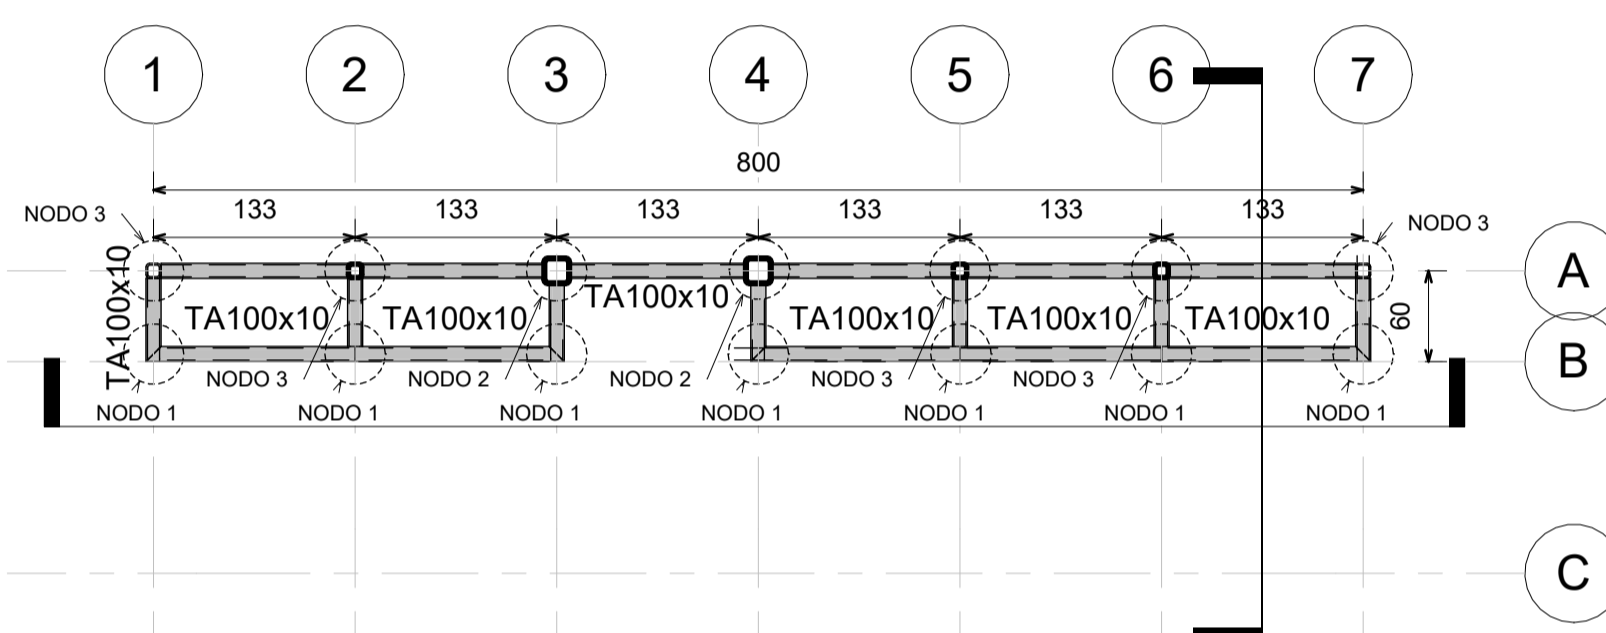 1 2 3 4 5 6 7
800
133 133 133 133 133 133
NODO 3 NODO 3
A
TA100x10
TA100x10
60
TA100x10 TA100x10 TA100x10 TA100x10 TA100x10
B
NODO 3 NODO 2 NODO 2 NODO 3 NODO 3
NODO 1 NODO 1 NODO 1 NODO 1 NODO 1 NODO 1 NODO 1
C